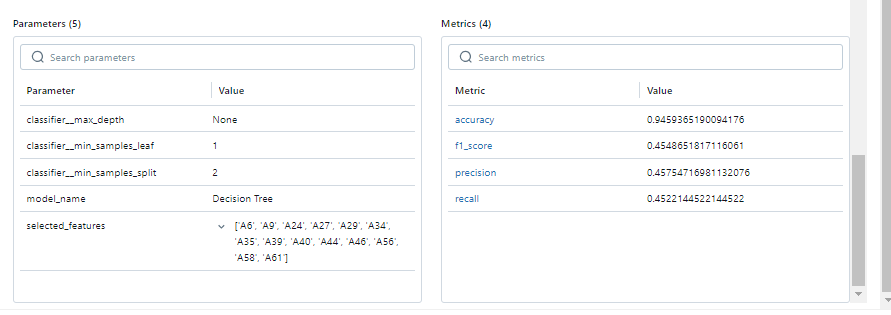 Parameters (5)
Search parameters
Parameter Value
classifier__max_depth None
classifier__min_samples_leaf 1
classifier__min_samples_split 2
model_name Decision Tree
selected_features ['A6', 'A9', 'A24', 'A27', 'A29', 'A34',
'A35', 'A39', 'A40', 'A44', 'A46', 'A56',
'A58', 'A61']
Metrics (4)
Search metrics
Metric Value
accuracy 0.9459365190094176
f1_score 0.4548651817116061
precision 0.45754716981132076
recall 0.4522144522144522